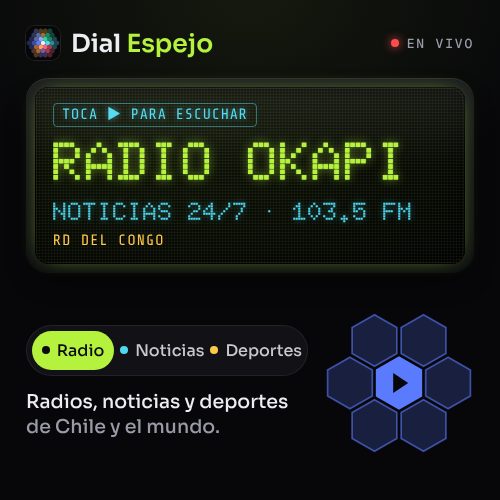 Dial Espejo
EN VIVO
TOCA ▶ PARA ESCUCHAR
RADIO OKAPI
NOTICIAS 24/7 · 103,5 FM
RD DEL CONGO
Radio Noticias Deportes
Radios, noticias y deportes
de Chile y el mundo.